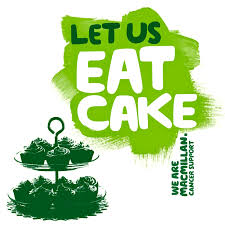 LET US
EAT
CAKE
WE ARE
MACMILLAN.
CANCER SUPPORT